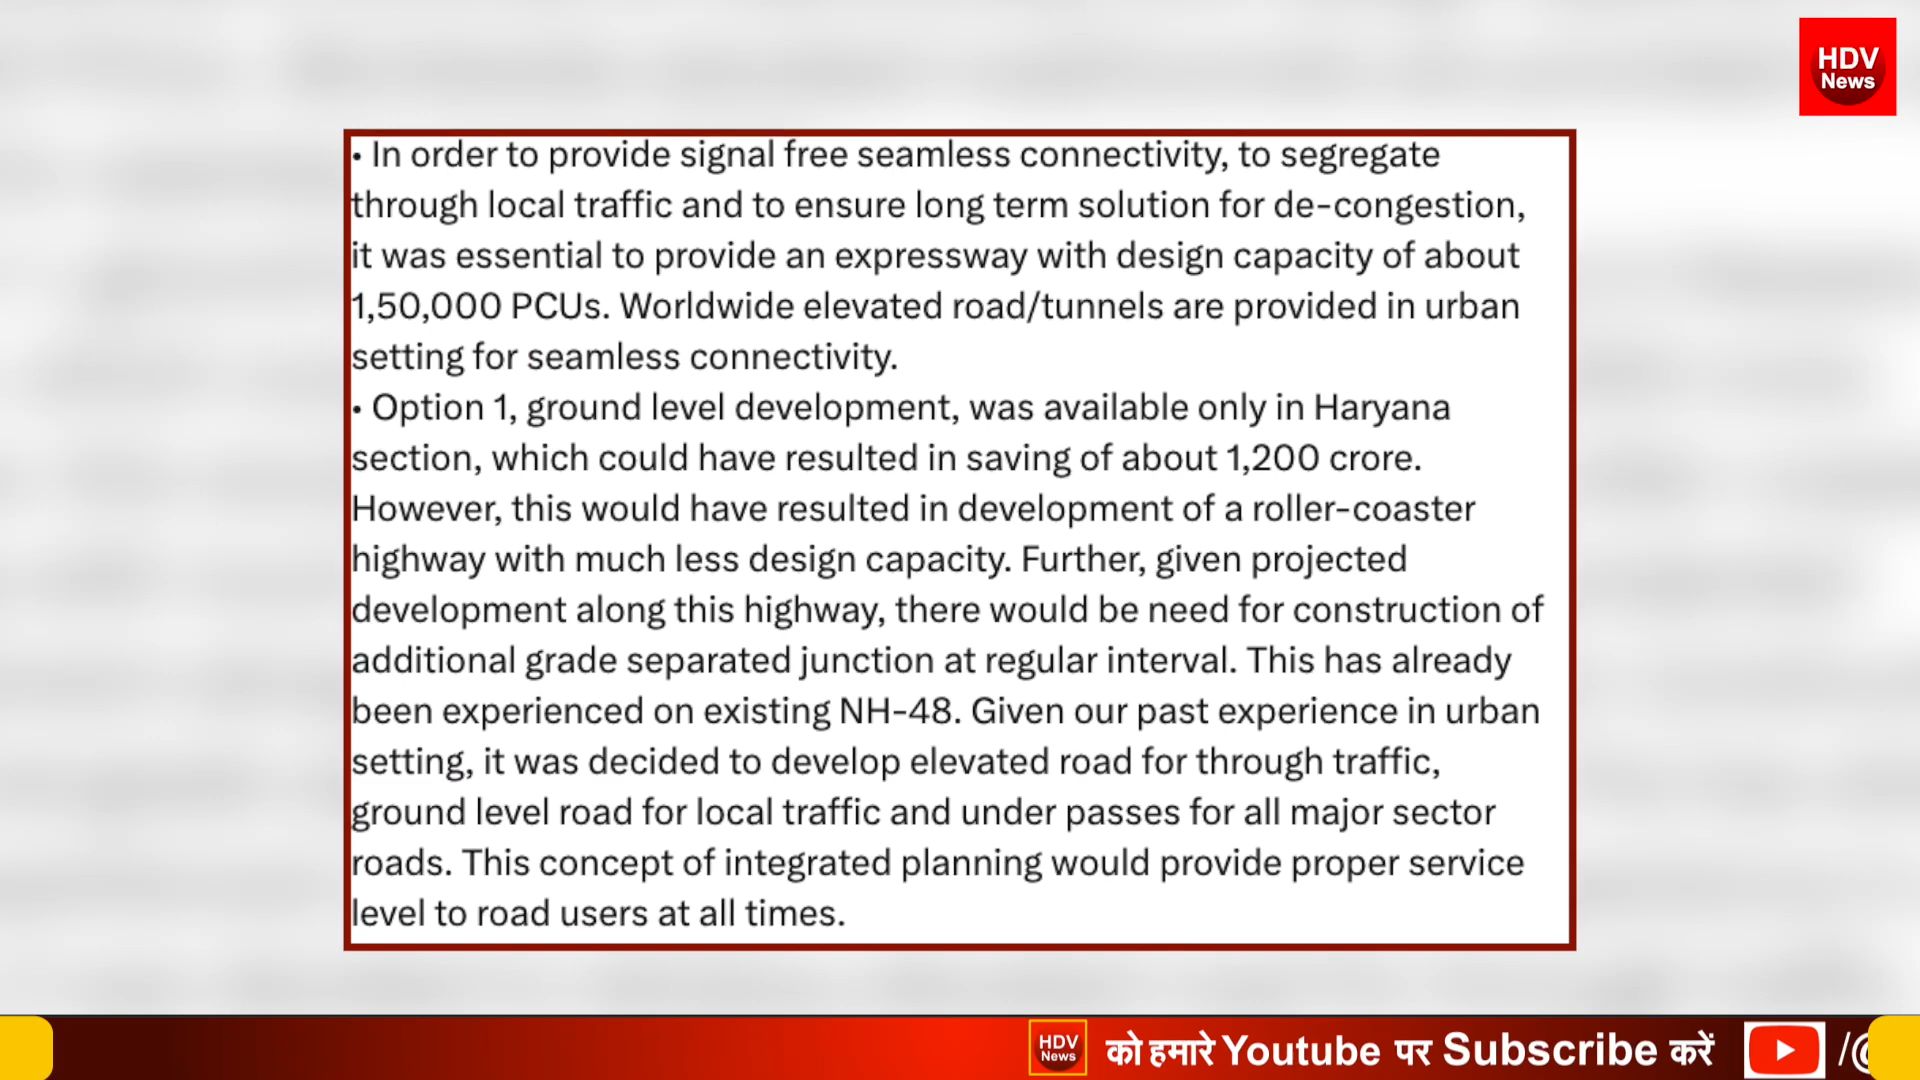 HDV
News
• In order to provide signal free seamless connectivity, to segregate
through local traffic and to ensure long term solution for de-congestion,
it was essential to provide an expressway with design capacity of about
1,50,000 PCUs. Worldwide elevated road/tunnels are provided in urban
setting for seamless connectivity.
• Option 1, ground level development, was available only in Haryana
section, which could have resulted in saving of about 1,200 crore.
However, this would have resulted in development of a roller-coaster
highway with much less design capacity. Further, given projected
development along this highway, there would be need for construction of
additional grade separated junction at regular interval. This has already
been experienced on existing NH-48. Given our past experience in urban
setting, it was decided to develop elevated road for through traffic,
ground level road for local traffic and under passes for all major sector
roads. This concept of integrated planning would provide proper service
level to road users at all times.
HDV
News
को हमारे Youtube पर Subscribe करें /@